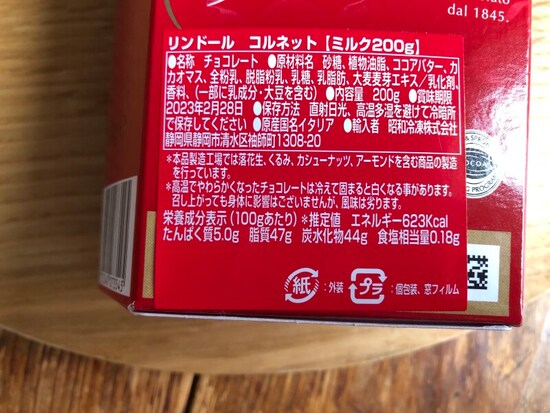 dal 1845.
リンドール コルネット【ミルク200g】
●名称 チョコレート ●原材料名 砂糖、植物油脂、ココアバター、カ
カオマス、全粉乳、脱脂粉乳、乳糖、乳脂肪、大麦麦芽エキス/乳化剤、
香料、(一部に乳成分・大豆を含む) ●内容量 200g ●賞味期限
2023年2月28日 ●保存方法 直射日光、高温多湿を避けて冷暗所
で保存してください ●原産国名イタリア ●輸入者 昭和冷凍株式会社
静岡県静岡市清水区袖師町1308-20
*本品製造工場では落花生、くるみ、カシューナッツ、アーモンドを含む商品の製造
を行っています。
*高温でやわらかくなったチョコレートは冷えて固まると白くなる事があります。
召し上がっても身体に影響はございませんが、風味は劣ります。
栄養成分表示(100gあたり)*推定値 エネルギー623Kcal
たんぱく質5.0g 脂質47g 炭水化物44g 食塩相当量0.18g
紙 :外装 プラ :個包装、窓フィルム